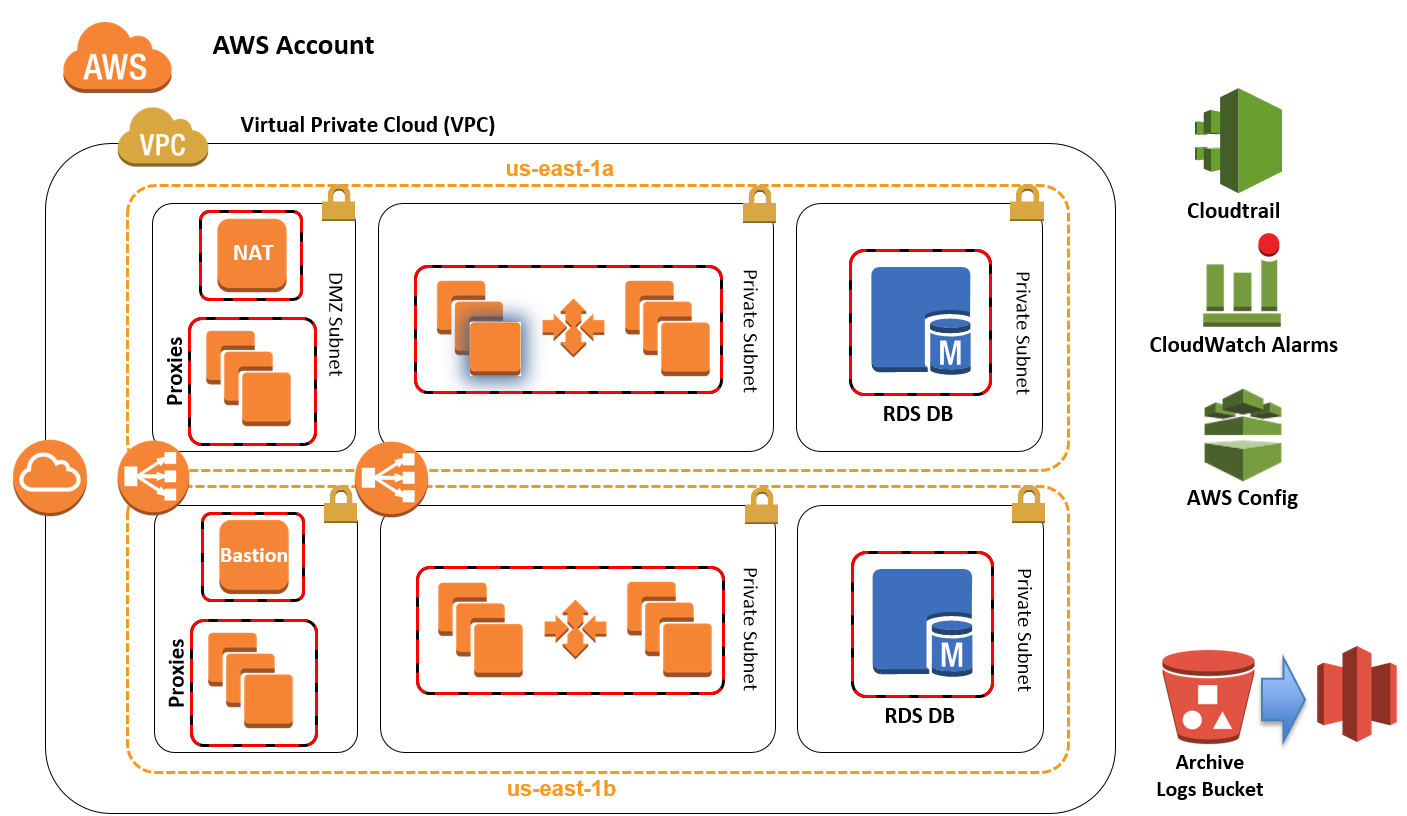 AWS
AWS Account
VPC
Virtual Private Cloud (VPC)
us-east-1a
NAT
DMZ Subnet
Proxies
Private Subnet
M
RDS DB
Private Subnet
Bastion
Proxies
Private Subnet
M
RDS DB
Private Subnet
us-east-1b
Cloudtrail
CloudWatch Alarms
AWS Config
Archive
Logs Bucket